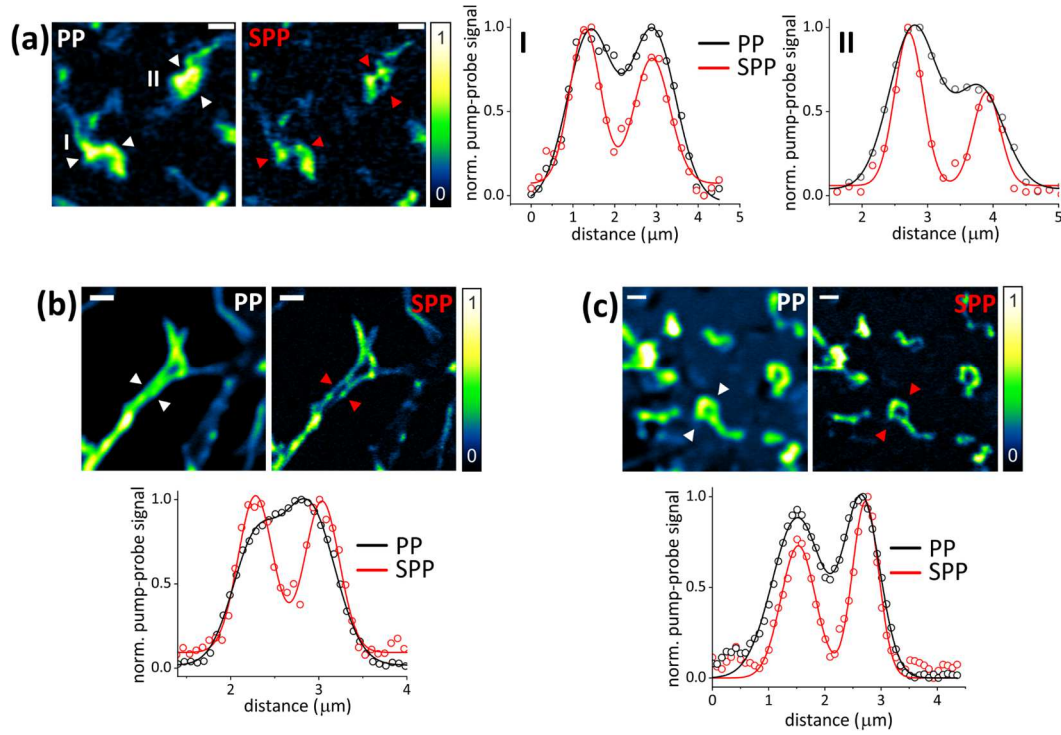 (a)
PP
II
I
SPP
1
0
I
PP
SPP
norm. pump-probe signal
1.0
0.5
0.0
0 1 2 3 4 5
distance (μm)
II
PP
SPP
norm. pump-probe signal
1.0
0.5
0.0
2 3 4 5
distance (μm)
(b)
PP
SPP
1
0
norm. pump-probe signal
1.0
0.5
0.0
PP
SPP
2 3 4
distance (μm)
(c)
PP
SPP
1
0
norm. pump-probe signal
1.0
0.5
0.0
PP
SPP
0 1 2 3 4
distance (μm)